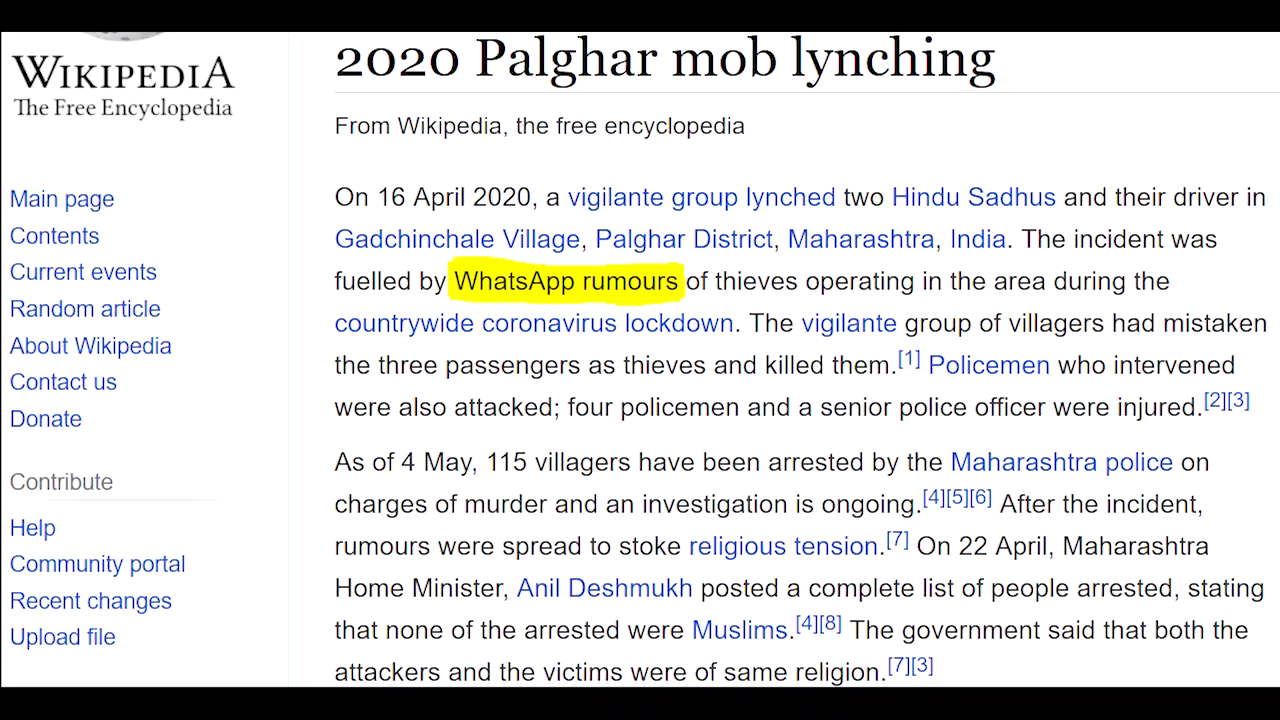 WIKIPEDIA
The Free Encyclopedia
Main page
Contents
Current events
Random article
About Wikipedia
Contact us
Donate
Contribute
Help
Community portal
Recent changes
Upload file
2020 Palghar mob lynching
From Wikipedia, the free encyclopedia
On 16 April 2020, a vigilante group lynched two Hindu Sadhus and their driver in
Gadchinchale Village, Palghar District, Maharashtra, India. The incident was
fuelled by WhatsApp rumours of thieves operating in the area during the
countrywide coronavirus lockdown. The vigilante group of villagers had mistaken
the three passengers as thieves and killed them.[1] Policemen who intervened
were also attacked; four policemen and a senior police officer were injured.[2][3]
As of 4 May, 115 villagers have been arrested by the Maharashtra police on
charges of murder and an investigation is ongoing.[4][5][6] After the incident,
rumours were spread to stoke religious tension.[7] On 22 April, Maharashtra
Home Minister, Anil Deshmukh posted a complete list of people arrested, stating
that none of the arrested were Muslims.[4][8] The government said that both the
attackers and the victims were of same religion.[7][3]